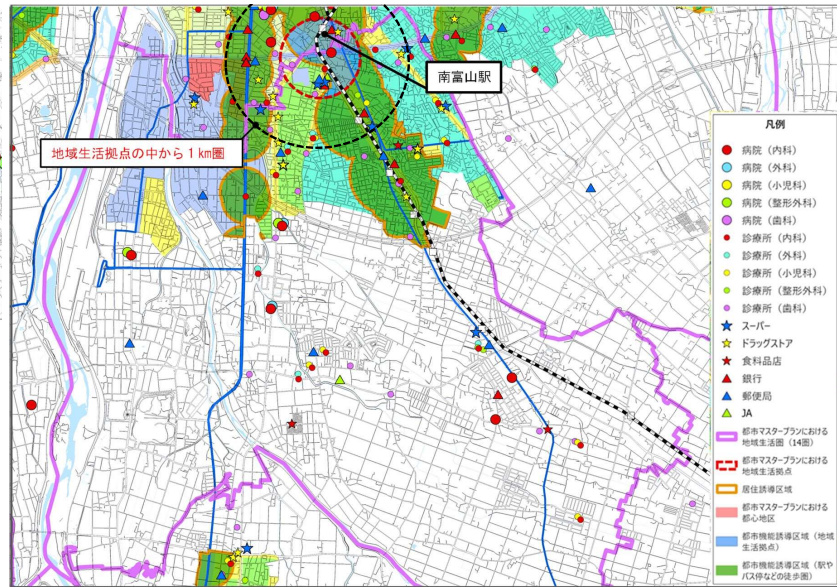 南富山駅
地域生活拠点の中から1km圏
凡例
病院（内科）
病院（外科）
病院（小児科）
病院（整形外科）
病院（歯科）
診療所（内科）
診療所（外科）
診療所（小児科）
診療所（整形外科）
診療所（歯科）
スーパー
ドラッグストア
食料品店
銀行
郵便局
JA
都市マスタープランにおける
地域生活圏（14圏）
都市マスタープランにおける
地域生活拠点
居住誘導区域
都市マスタープランにおける
都心地区
都市機能誘導区域（地域
生活拠点）
都市機能誘導区域（駅や
バス停などの徒歩圏）